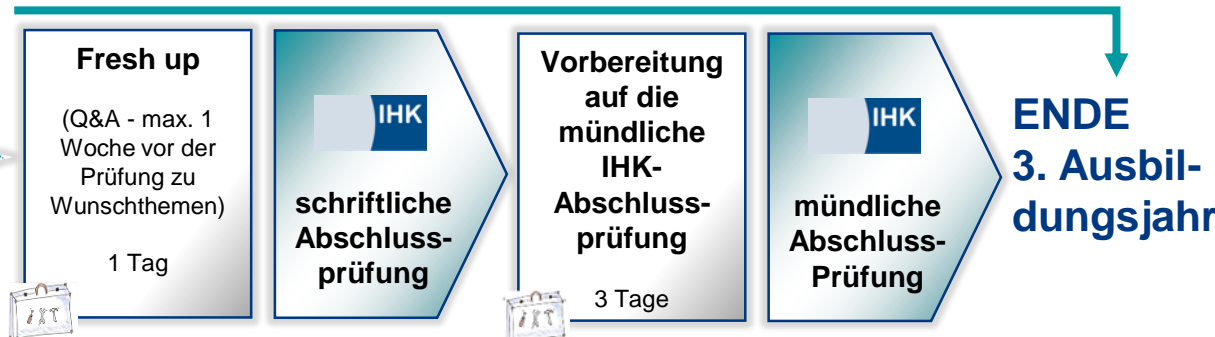 Fresh up
(Q&A - max. 1
Woche vor der
Prüfung zu
Wunschthemen)
1 Tag
IHK
schriftliche
Abschluss-
prüfung
Vorbereitung
auf die
mündliche
IHK-
Abschluss-
prüfung
3 Tage
IHK
mündliche
Abschluss-
Prüfung
ENDE
3. Ausbil-
dungsjahr